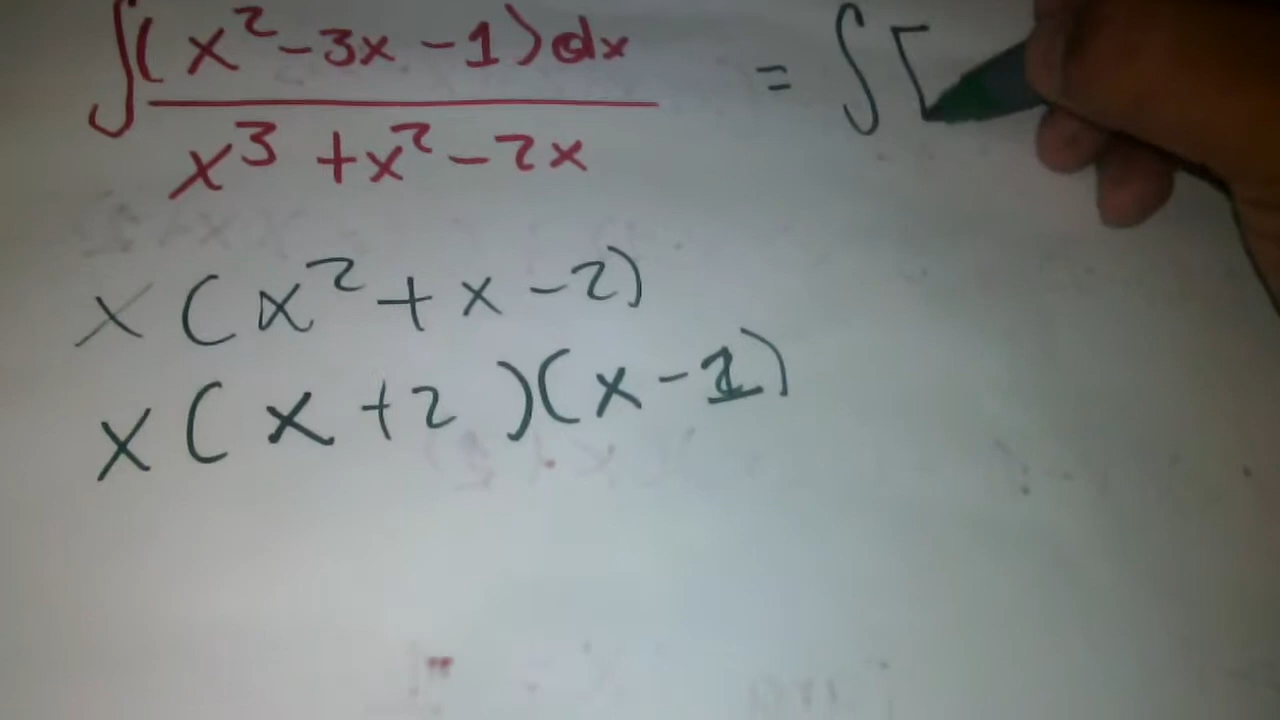 ∫(x²-3x-1)dx = ∫[
x³+x²-2x
x(x²+x-2)
x(x+2)(x-1)